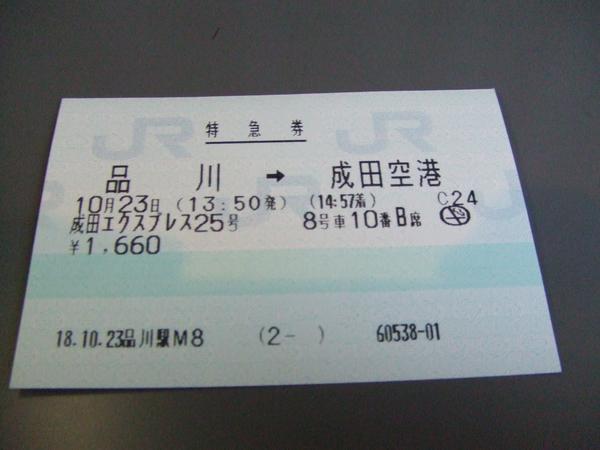 特急券
品川 → 成田空港
10月23日 (13:50発) (14:57着) C24
成田エクスプレス25号 8号車10番B席
¥1,660
18.10.23品川駅M8 (2- ) 60538-01